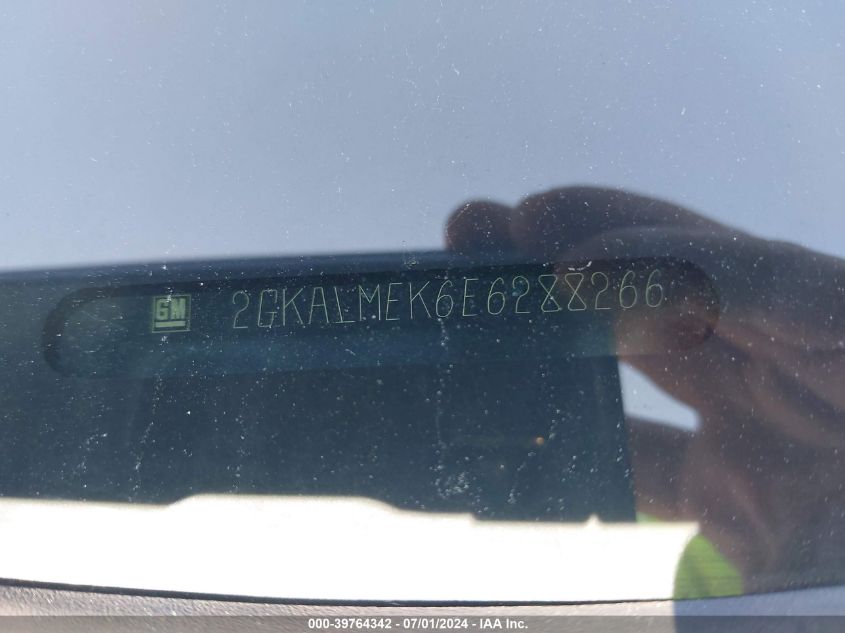 GM 2GKALMEK6E6288266
000-39764342 / 07/01/2024 - IAA Inc.